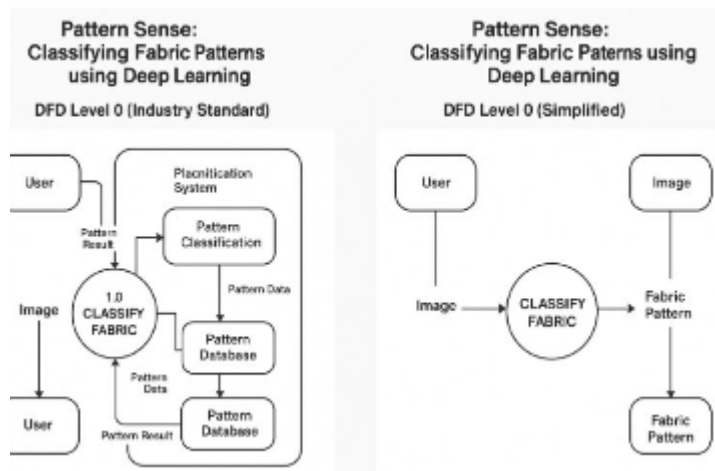 Pattern Sense:
Classifying Fabric Patterns
using Deep Learning
DFD Level 0 (Industry Standard)
User
Placnitication
System
Pattern
Result
Pattern
Classification
Pattern Data
1.0
CLASSIFY
FABRIC
Image
Pattern
Database
Pattern
Data
Pattern
Database
Pattern Result
User
Pattern Sense:
Classifying Fabric Paterns using
Deep Learning
DFD Level 0 (Simplified)
User
Image
Image
CLASSIFY
FABRIC
Fabric
Pattern
Fabric
Pattern